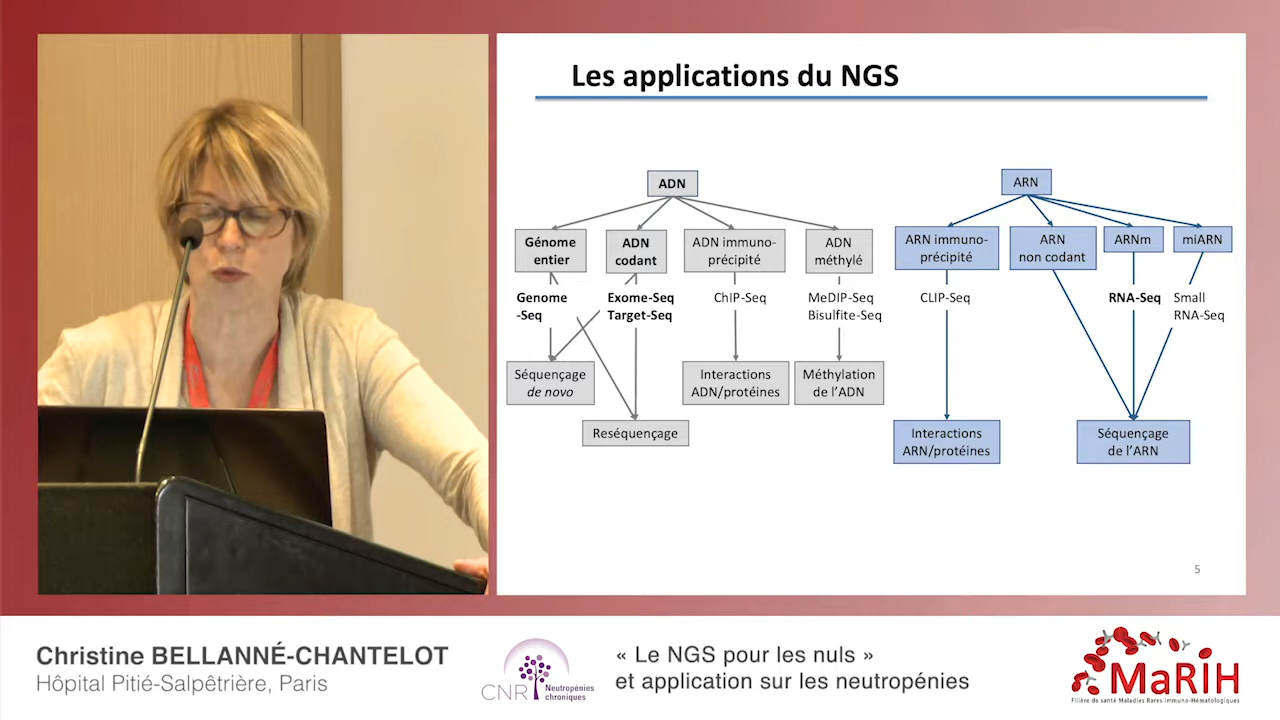 Les applications du NGS
ADN
ARN
Génome
entier
ADN
codant
ADN immuno-
précipité
ADN
méthylé
ARN immuno-
précipité
ARN
non codant
ARNm
miARN
Genome
-Seq
Exome-Seq
Target-Seq
ChIP-Seq
MeDIP-Seq
Bisulfite-Seq
CLIP-Seq
RNA-Seq
Small
RNA-Seq
Séquençage
de novo
Interactions
ADN/protéines
Méthylation
de l’ADN
Reséquençage
Interactions
ARN/protéines
Séquençage
de l’ARN
5
Christine BELLANNÉ-CHANTELOT
Hôpital Pitié-Salpêtrière, Paris
CNR Neutropénies
chroniques
« Le NGS pour les nuls »
et application sur les neutropénies
MaRIH
Filière de santé Maladies Rares Immuno-Hématologiques